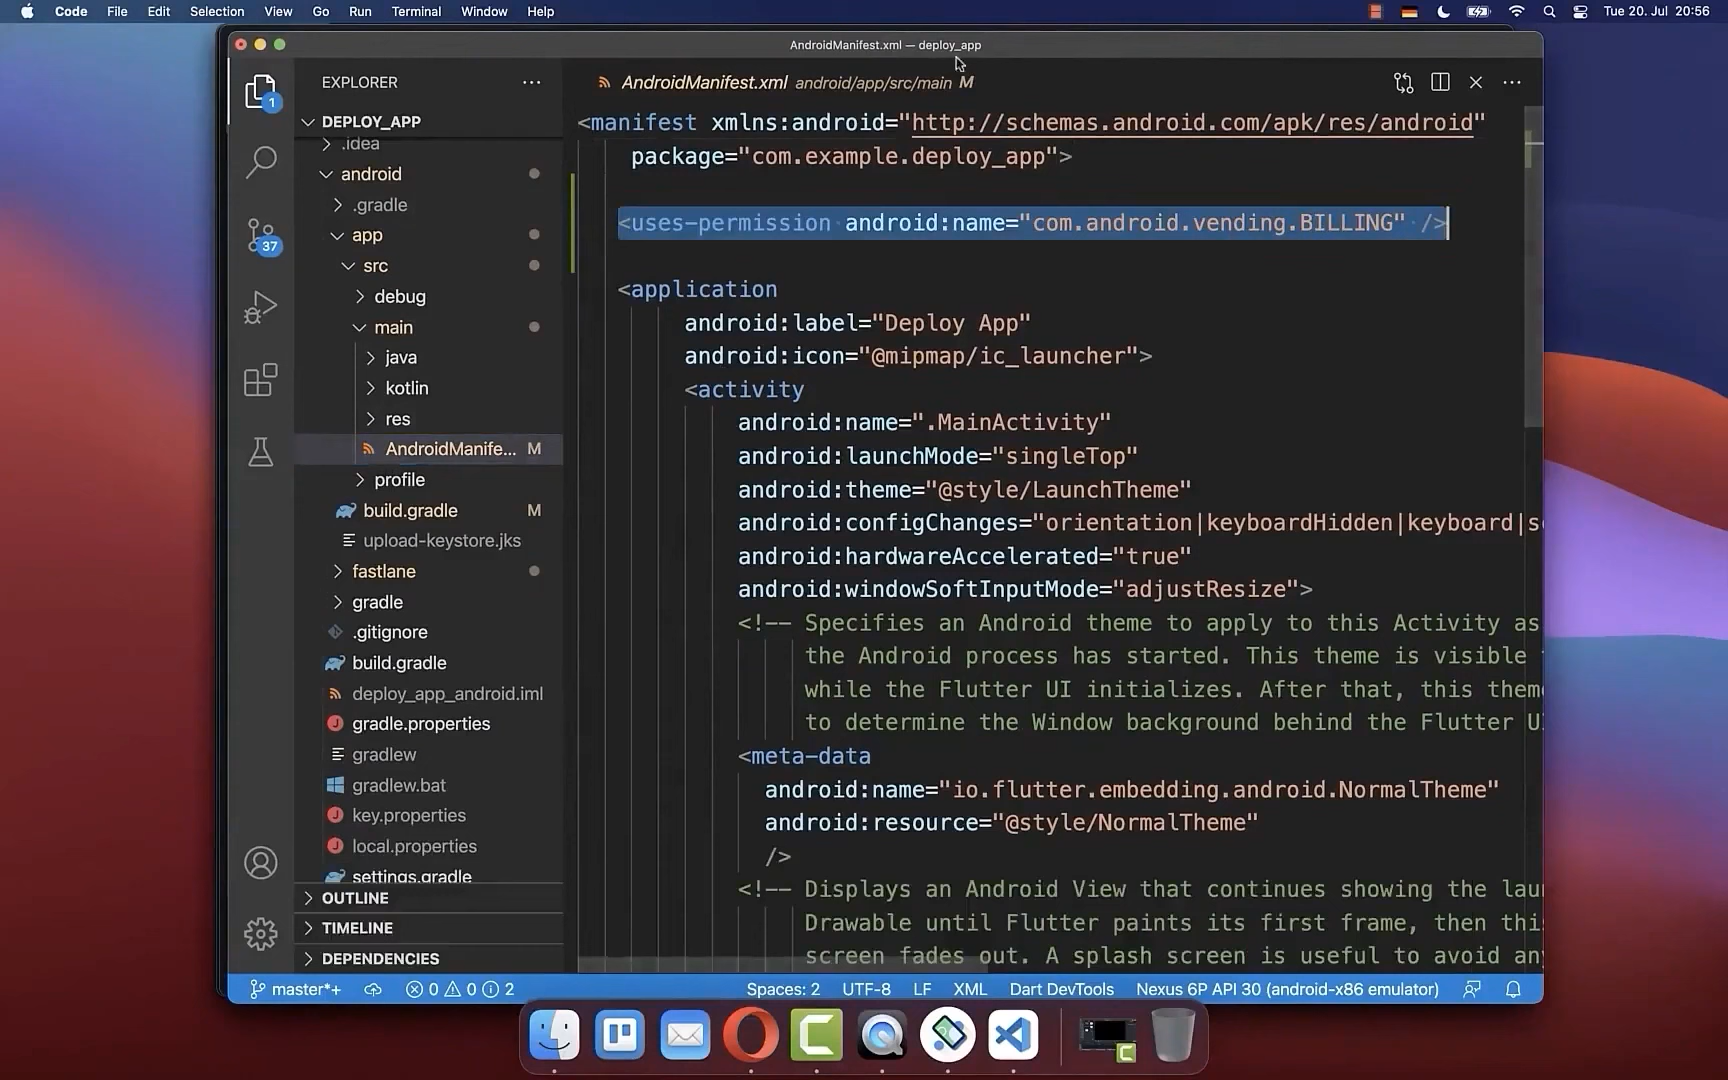 Code File Edit Selection View Go Run Terminal Window Help Tue 20. Jul 20:56
AndroidManifest.xml — deploy_app
EXPLORER
AndroidManifest.xml android/app/src/main M
1
DEPLOY_APP
.idea
android
.gradle
37
app
src
debug
main
java
kotlin
res
AndroidManife... M
profile
build.gradle M
upload-keystore.jks
fastlane
gradle
.gitignore
build.gradle
deploy_app_android.iml
gradle.properties
gradlew
gradlew.bat
key.properties
local.properties
settings.gradle
OUTLINE
TIMELINE
DEPENDENCIES
<manifest xmlns:android="http://schemas.android.com/apk/res/android"
package="com.example.deploy_app">
<uses-permission android:name="com.android.vending.BILLING" />
<application
android:label="Deploy App"
android:icon="@mipmap/ic_launcher">
<activity
android:name=".MainActivity"
android:launchMode="singleTop"
android:theme="@style/LaunchTheme"
android:configChanges="orientation|keyboardHidden|keyboard|s
android:hardwareAccelerated="true"
android:windowSoftInputMode="adjustResize">
<!-- Specifies an Android theme to apply to this Activity as
the Android process has started. This theme is visible
while the Flutter UI initializes. After that, this them
to determine the Window background behind the Flutter U
<meta-data
android:name="io.flutter.embedding.android.NormalTheme"
android:resource="@style/NormalTheme"
/>
<!-- Displays an Android View that continues showing the lau
Drawable until Flutter paints its first frame, then thi
screen fades out. A splash screen is useful to avoid an
master*+ 0 0 2 Spaces: 2 UTF-8 LF XML Dart DevTools Nexus 6P API 30 (android-x86 emulator)